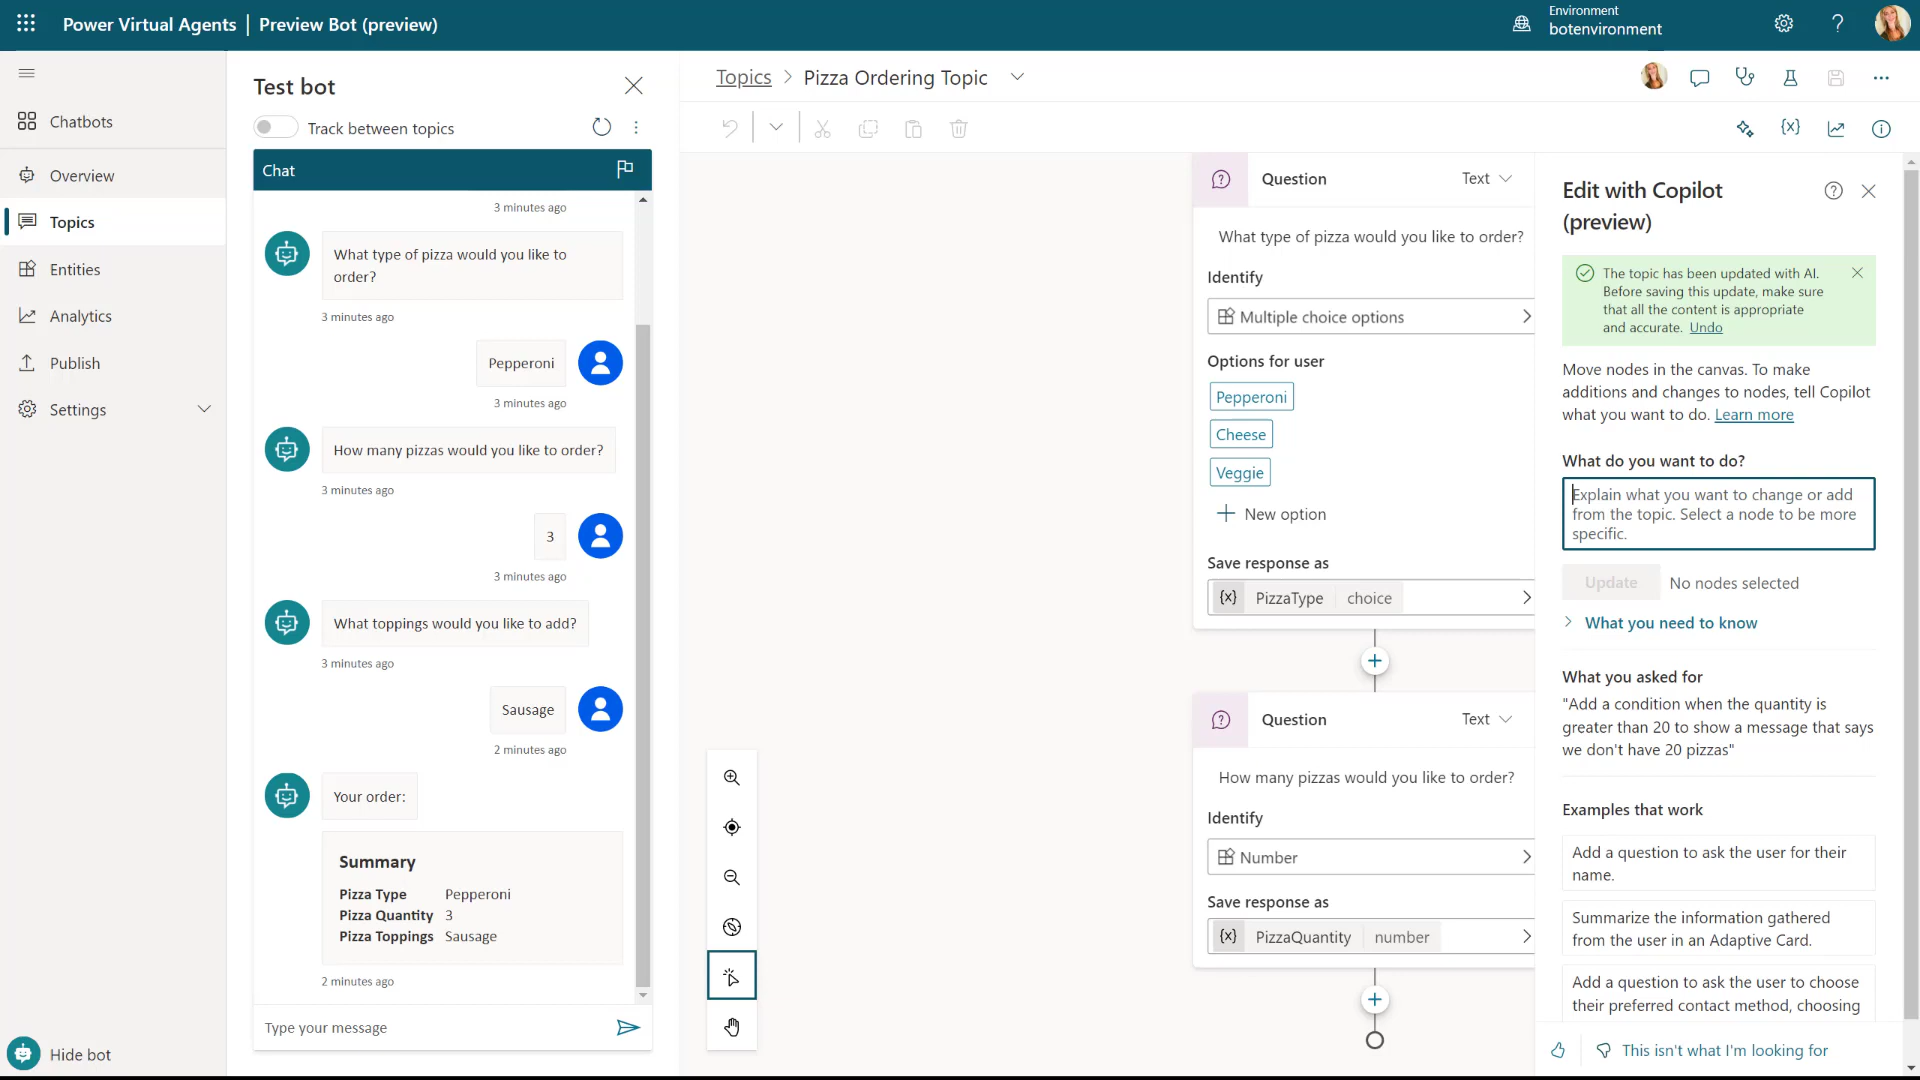 Power Virtual Agents | Preview Bot (preview)
Environment
botenvironment
Chatbots
Overview
Topics
Entities
Analytics
Publish
Settings
Hide bot
Test bot
Track between topics
Chat
3 minutes ago
What type of pizza would you like to
order?
3 minutes ago
Pepperoni
3 minutes ago
How many pizzas would you like to order?
3 minutes ago
3
3 minutes ago
What toppings would you like to add?
3 minutes ago
Sausage
2 minutes ago
Your order:
Summary
Pizza Type Pepperoni
Pizza Quantity 3
Pizza Toppings Sausage
2 minutes ago
Type your message
Topics > Pizza Ordering Topic
Question
Text
What type of pizza would you like to order?
Identify
Multiple choice options
Options for user
Pepperoni
Cheese
Veggie
New option
Save response as
{x} PizzaType choice
Question
Text
How many pizzas would you like to order?
Identify
Number
Save response as
{x} PizzaQuantity number
{x}
Edit with Copilot
(preview)
The topic has been updated with AI.
Before saving this update, make sure
that all the content is appropriate
and accurate. Undo
Move nodes in the canvas. To make
additions and changes to nodes, tell Copilot
what you want to do. Learn more
What do you want to do?
Explain what you want to change or add
from the topic. Select a node to be more
specific.
Update
No nodes selected
What you need to know
What you asked for
"Add a condition when the quantity is
greater than 20 to show a message that says
we don't have 20 pizzas"
Examples that work
Add a question to ask the user for their
name.
Summarize the information gathered
from the user in an Adaptive Card.
Add a question to ask the user to choose
their preferred contact method, choosing
This isn't what I'm looking for